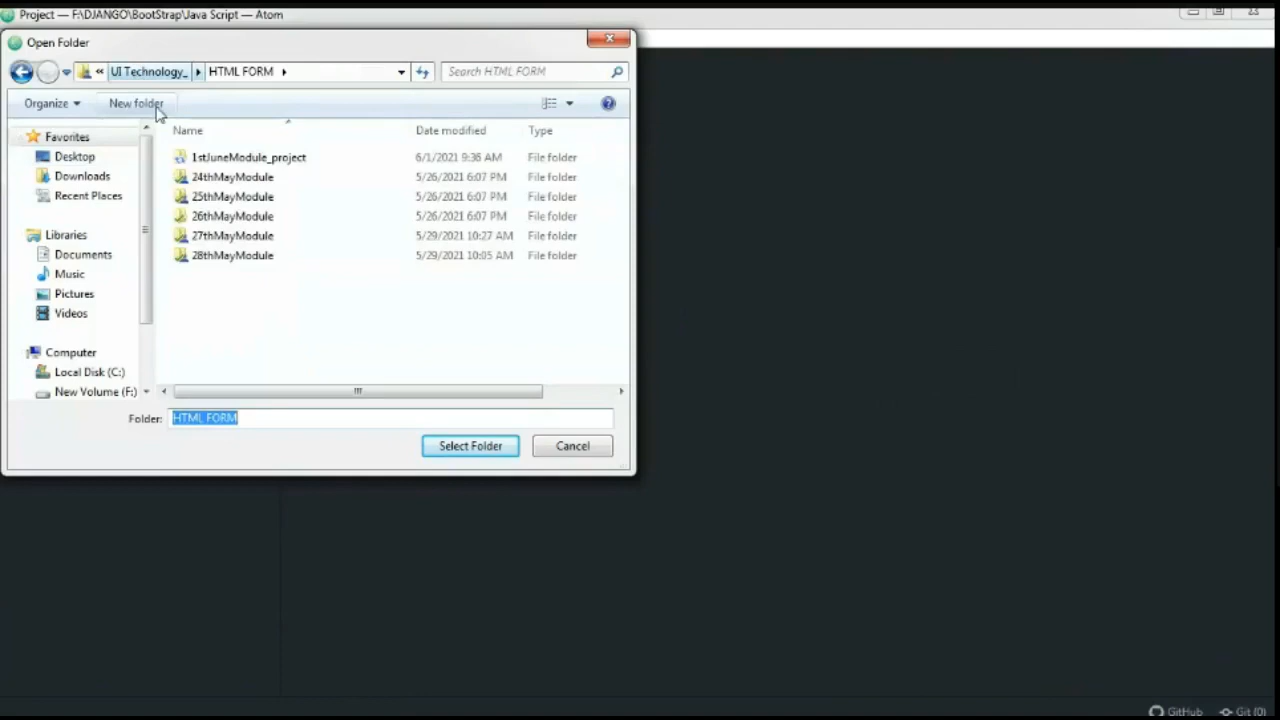 Project — F:\DJANGO\BootStrap\Java Script — Atom
Open Folder
« UI Technology_ HTML FORM
Search HTML FORM
Organize
New folder
Name Date modified Type
Favorites
Desktop
Downloads
Recent Places
Libraries
Documents
Music
Pictures
Videos
Computer
Local Disk (C:)
New Volume (F:)
1stJuneModule_project 6/1/2021 9:36 AM File folder
24thMayModule 5/26/2021 6:07 PM File folder
25thMayModule 5/26/2021 6:07 PM File folder
26thMayModule 5/26/2021 6:07 PM File folder
27thMayModule 5/29/2021 10:27 AM File folder
28thMayModule 5/29/2021 10:05 AM File folder
Folder: HTML FORM
Select Folder
Cancel
GitHub
Git (0)